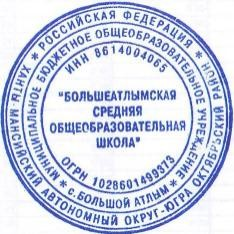 * РОССИЙСКАЯ ФЕДЕРАЦИЯ *
ХАНТЫ-МАНСИЙСКИЙ АВТОНОМНЫЙ ОКРУГ-ЮГРА ОКТЯБРЬСКИЙ РАЙОН
МУНИЦИПАЛЬНОЕ БЮДЖЕТНОЕ ОБЩЕОБРАЗОВАТЕЛЬНОЕ УЧРЕЖДЕНИЕ
* с. БОЛЬШОЙ АТЛЫМ *
ИНН 8614004065
"БОЛЬШЕАТЛЫМСКАЯ
СРЕДНЯЯ
ОБЩЕОБРАЗОВАТЕЛЬНАЯ
ШКОЛА"
ОГРН 1028601499373